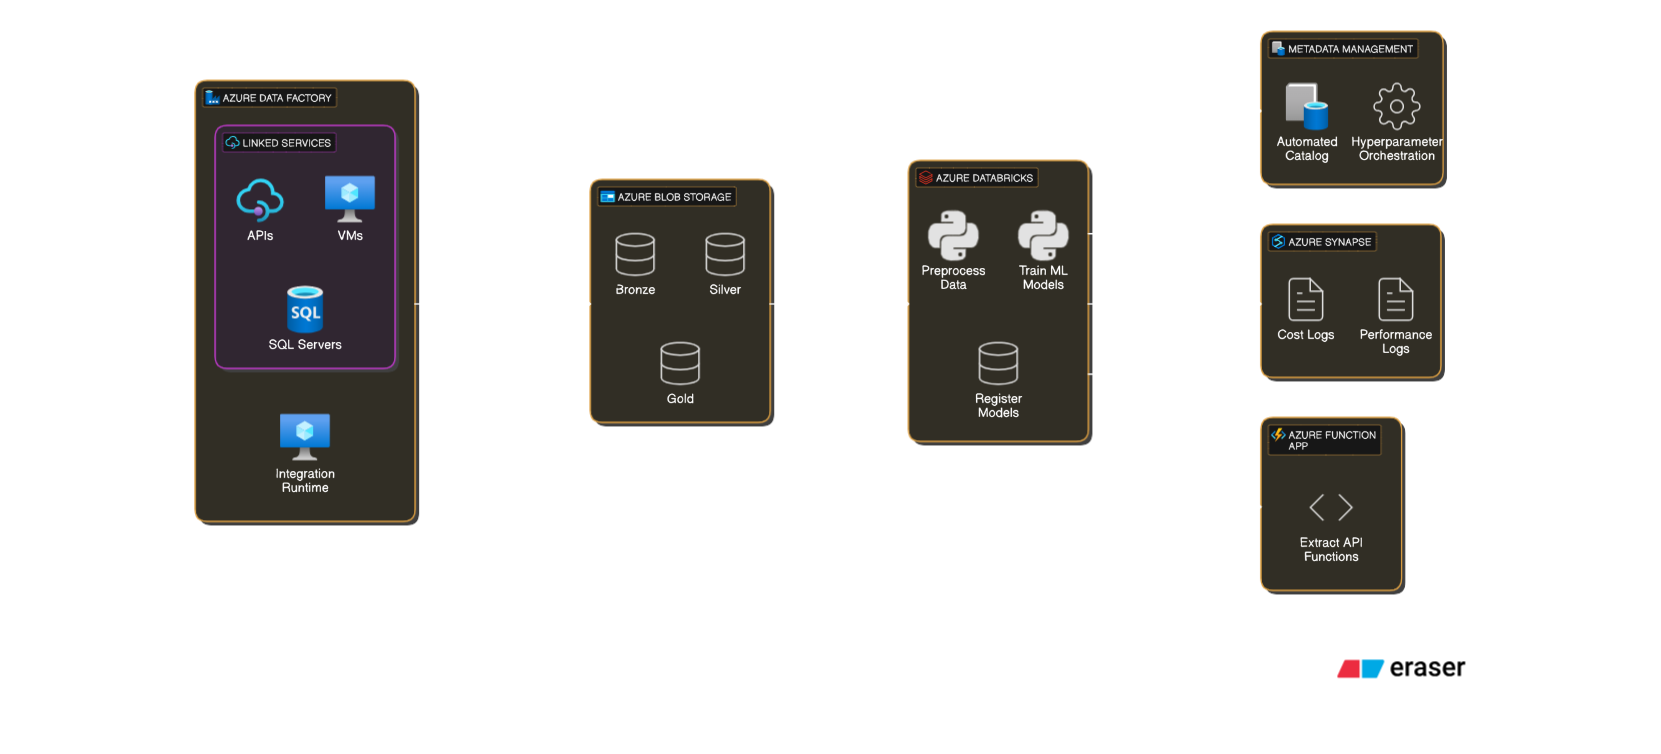 AZURE DATA FACTORY
LINKED SERVICES
APIs
VMs
SQL
SQL Servers
Integration
Runtime
AZURE BLOB STORAGE
Bronze
Silver
Gold
AZURE DATABRICKS
Preprocess
Data
Train ML
Models
Register
Models
METADATA MANAGEMENT
Automated
Catalog
Hyperparameter
Orchestration
AZURE SYNAPSE
Cost Logs
Performance
Logs
AZURE FUNCTION
APP
Extract API
Functions
eraser